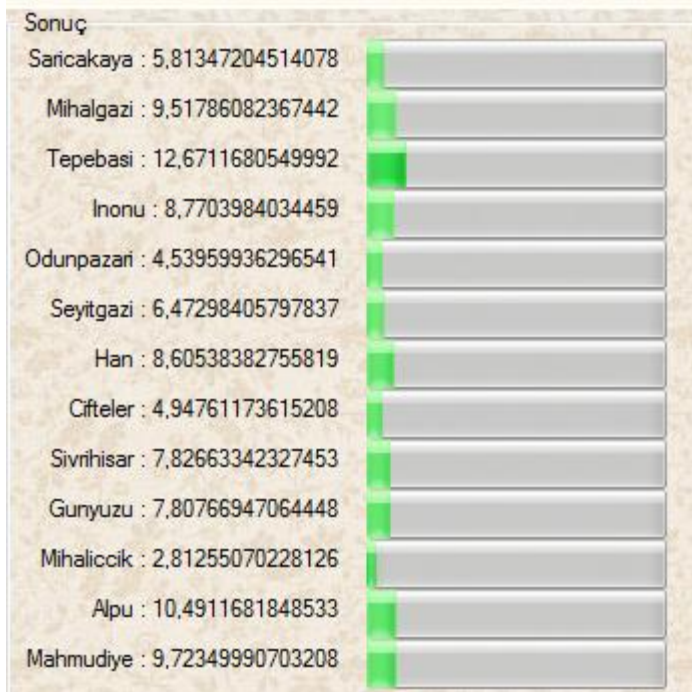 Sonuç
Saricakaya : 5,81347204514078
Mihalgazi : 9,51786082367442
Tepebasi : 12,6711680549992
Inonu : 8,7703984034459
Odunpazari : 4,53959936296541
Seyitgazi : 6,47298405797837
Han : 8,60538382755819
Cifteler : 4,94761173615208
Sivrihisar : 7,82663342327453
Gunyuzu : 7,80766947064448
Mihaliccik : 2,81255070228126
Alpu : 10,4911681848533
Mahmudiye : 9,72349990703208